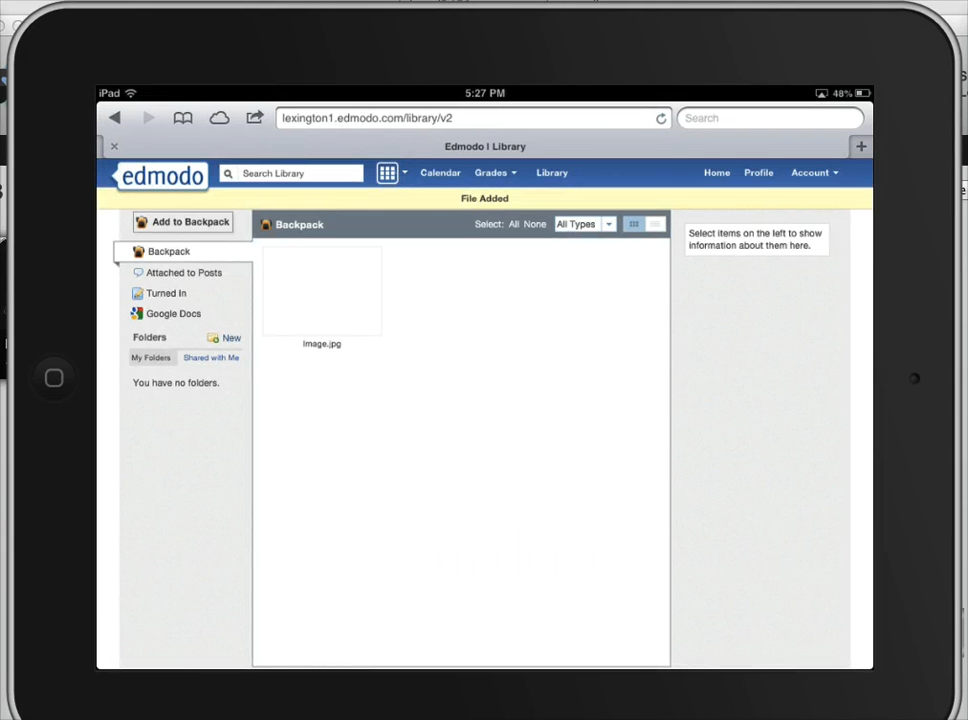 iPad 5:27 PM 48%
lexington1.edmodo.com/library/v2 Search
Edmodo | Library
edmodo Search Library Calendar Grades Library Home Profile Account
File Added
Add to Backpack
Backpack Select: All None All Types
Select items on the left to show
information about them here.
Backpack
Attached to Posts
Turned In
Google Docs
Folders New
My Folders Shared with Me
You have no folders.
image.jpg